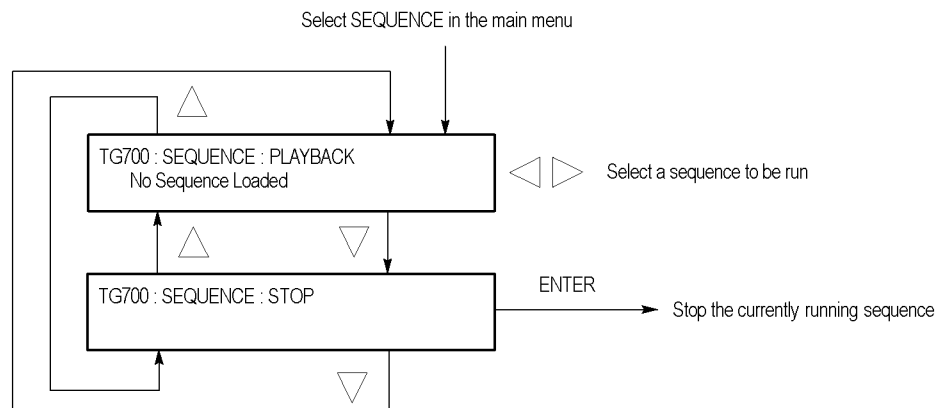 Select SEQUENCE in the main menu
TG700 : SEQUENCE : PLAYBACK
No Sequence Loaded
Select a sequence to be run
TG700 : SEQUENCE : STOP
ENTER
Stop the currently running sequence